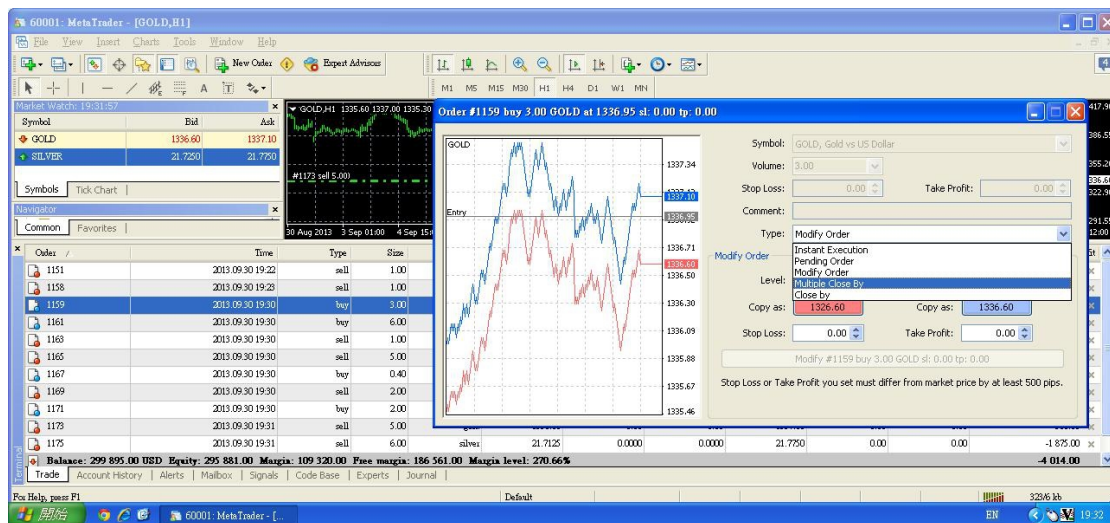 60001: MetaTrader - [GOLD,H1]
File View Insert Charts Tools Window Help
New Order Expert Advisors
M1 M5 M15 M30 H1 H4 D1 W1 MN
Market Watch: 19:31:57
Symbol Bid Ask
GOLD 1336.60 1337.10
SILVER 21.7250 21.7750
Symbols Tick Chart
Navigator
Common Favorites
GOLD,H1 1335.60 1337.00 1335.30
#1173 sell 5.00
30 Aug 2013 3 Sep 01:00
Order #1159 buy 3.00 GOLD at 1336.95 sl: 0.00 tp: 0.00
GOLD
Entry
1337.34
1337.10
1336.95
1336.71
1336.60
1336.50
1336.30
1336.09
1335.88
1335.67
1335.46
Symbol: GOLD, Gold vs US Dollar
Volume: 3.00
Stop Loss: 0.00 Take Profit: 0.00
Comment:
Type: Modify Order
Instant Execution
Pending Order
Modify Order
Multiple Close By
Close by
Modify Order
Level:
Copy as: 1326.60 Copy as: 1336.60
Stop Loss: 0.00 Take Profit: 0.00
Modify #1159 buy 3.00 GOLD sl: 0.00 tp: 0.00
Stop Loss or Take Profit you set must differ from market price by at least 500 pips.
Order / Time Type Size
1151 2013.09.30 19:22 sell 1.00
1158 2013.09.30 19:23 sell 1.00
1159 2013.09.30 19:30 buy 3.00
1161 2013.09.30 19:30 buy 6.00
1163 2013.09.30 19:30 sell 1.00
1165 2013.09.30 19:30 sell 5.00
1167 2013.09.30 19:30 buy 0.40
1169 2013.09.30 19:30 sell 2.00
1171 2013.09.30 19:30 buy 2.00
1173 2013.09.30 19:31 sell 5.00
1175 2013.09.30 19:31 sell 6.00 silver 21.7125 0.0000 0.0000 21.7750 0.00 0.00 -1 875.00
Balance: 299 895.00 USD Equity: 295 881.00 Margin: 109 320.00 Free margin: 186 561.00 Margin level: 270.66% -4 014.00
Terminal
Trade Account History Alerts Mailbox Signals Code Base Experts Journal
For Help, press F1 Default 323/6 kb
開始 60001: MetaTrader - [... EN 19:32